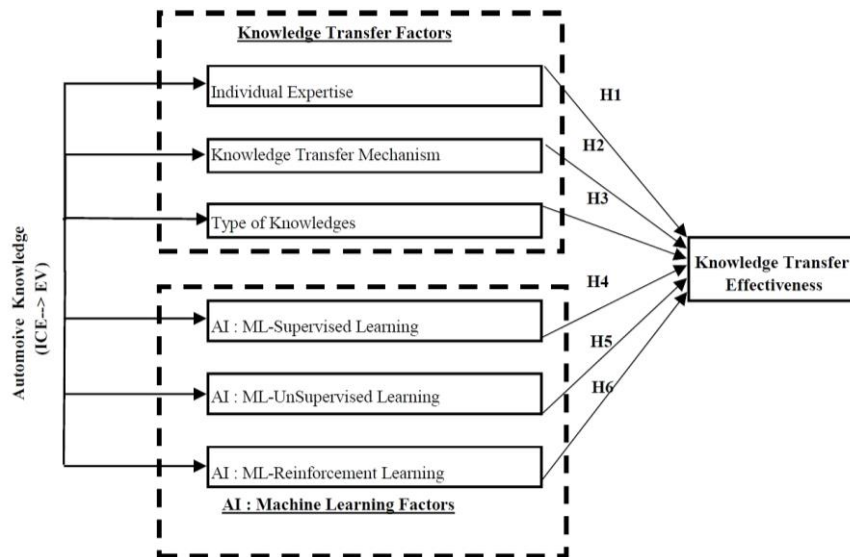 Knowledge Transfer Factors
Individual Expertise
H1
Knowledge Transfer Mechanism
H2
Type of Knowledges
H3
Automoive Knowledge
(ICE--> EV)
Knowledge Transfer
Effectiveness
AI : ML-Supervised Learning
H4
AI : ML-UnSupervised Learning
H5
AI : ML-Reinforcement Learning
H6
AI : Machine Learning Factors